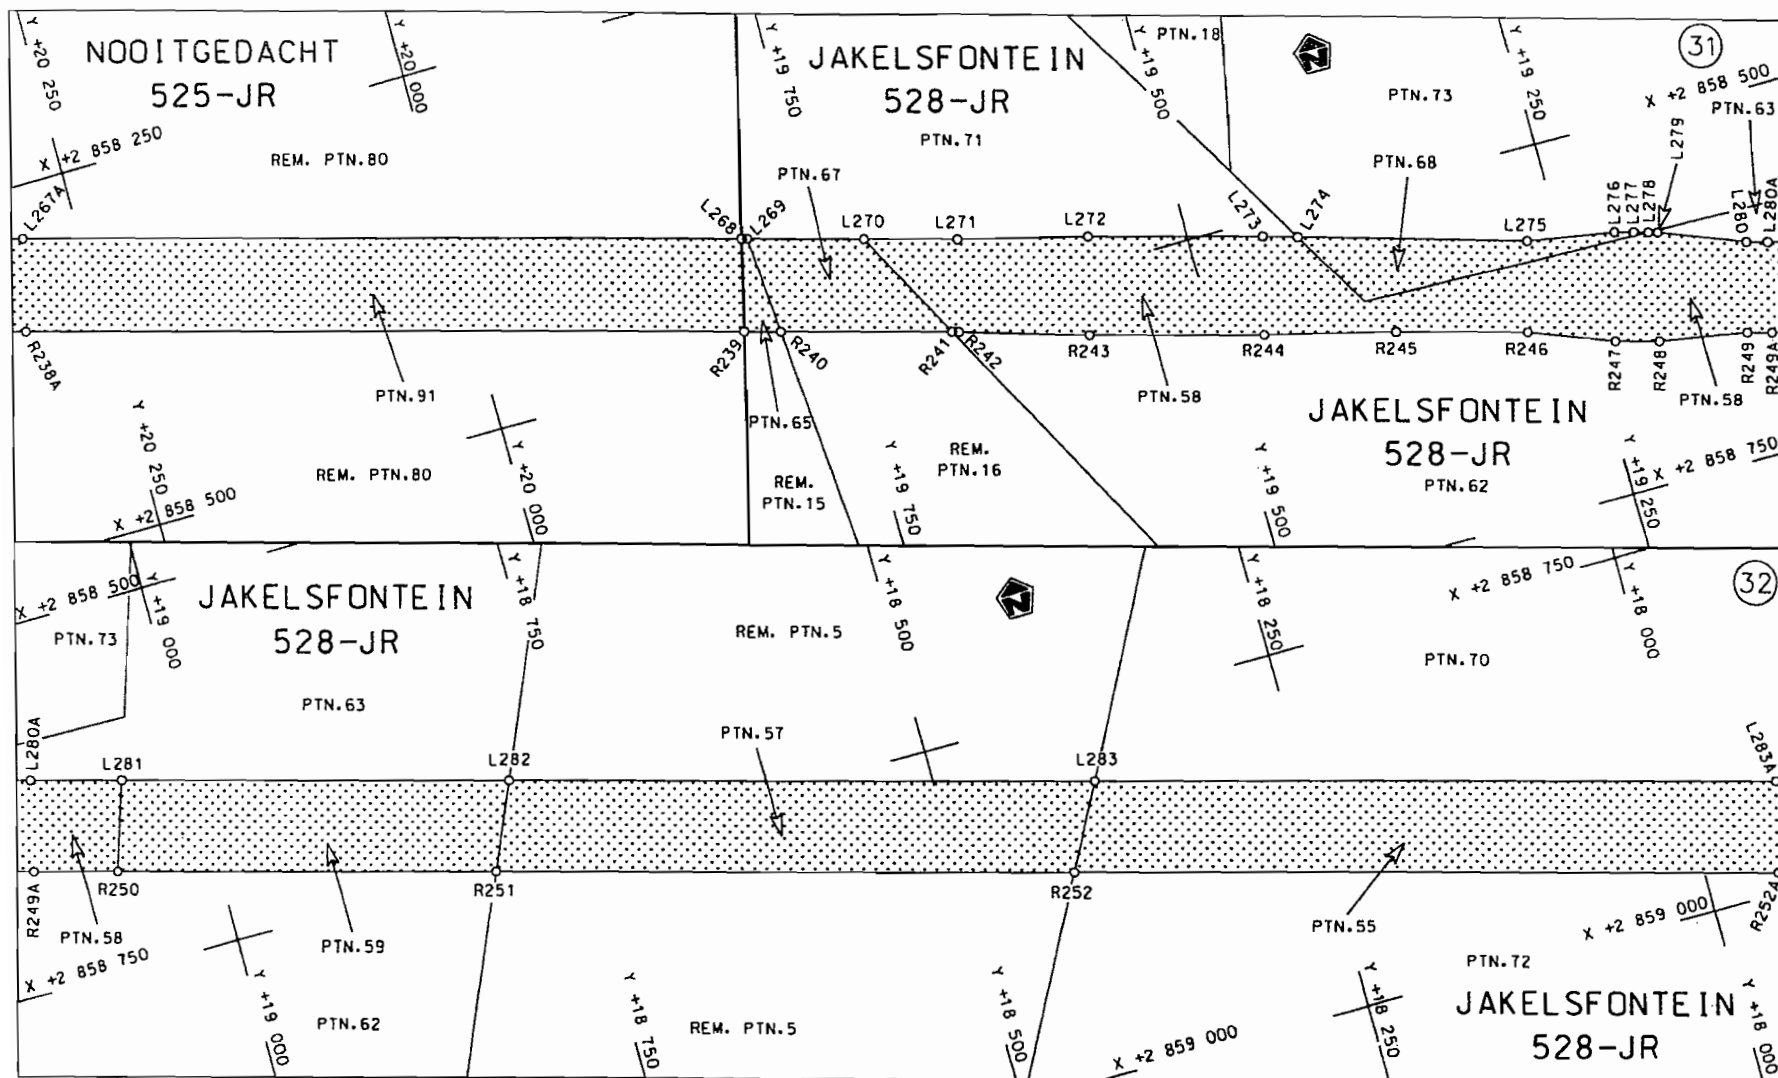 Y +20 250
NOOITGEDACHT
525-JR
Y +20 000
Y +19 750
JAKELSFONTEIN
528-JR
PTN.71
Y +19 500
PTN.18
N
PTN.73
Y +19 250
31
X +2 858 500
PTN.63
X +2 858 250
REM. PTN.80
PTN.67
PTN.68
L279
L267A
L268
L269
L270
L271
L272
L273
L274
L275
L276
L277
L278
L280
L280A
R238A
R239
R240
R241
R242
R243
R244
R245
R246
R247
R248
R249
R249A
PTN.91
PTN.65
PTN.58
PTN.58
JAKELSFONTEIN
528-JR
PTN.62
Y +20 250
X +2 858 500
REM. PTN.80
Y +20 000
REM.
PTN.15
Y +19 750
REM.
PTN.16
Y +19 500
Y +19 250
X +2 858 750
X +2 858 500
Y +19 000
PTN.73
JAKELSFONTEIN
528-JR
PTN.63
Y +18 750
REM. PTN.5
Y +18 500
N
Y +18 250
X +2 858 750
Y +18 000
32
PTN.70
PTN.57
L280A
L281
L282
L283
L283A
R249A
R250
R251
R252
R252A
PTN.58
X +2 858 750
PTN.59
PTN.55
X +2 859 000
PTN.72
Y +19 000
PTN.62
Y +18 750
REM. PTN.5
Y +18 500
X +2 859 000
Y +18 250
JAKELSFONTEIN
528-JR
Y +18 000